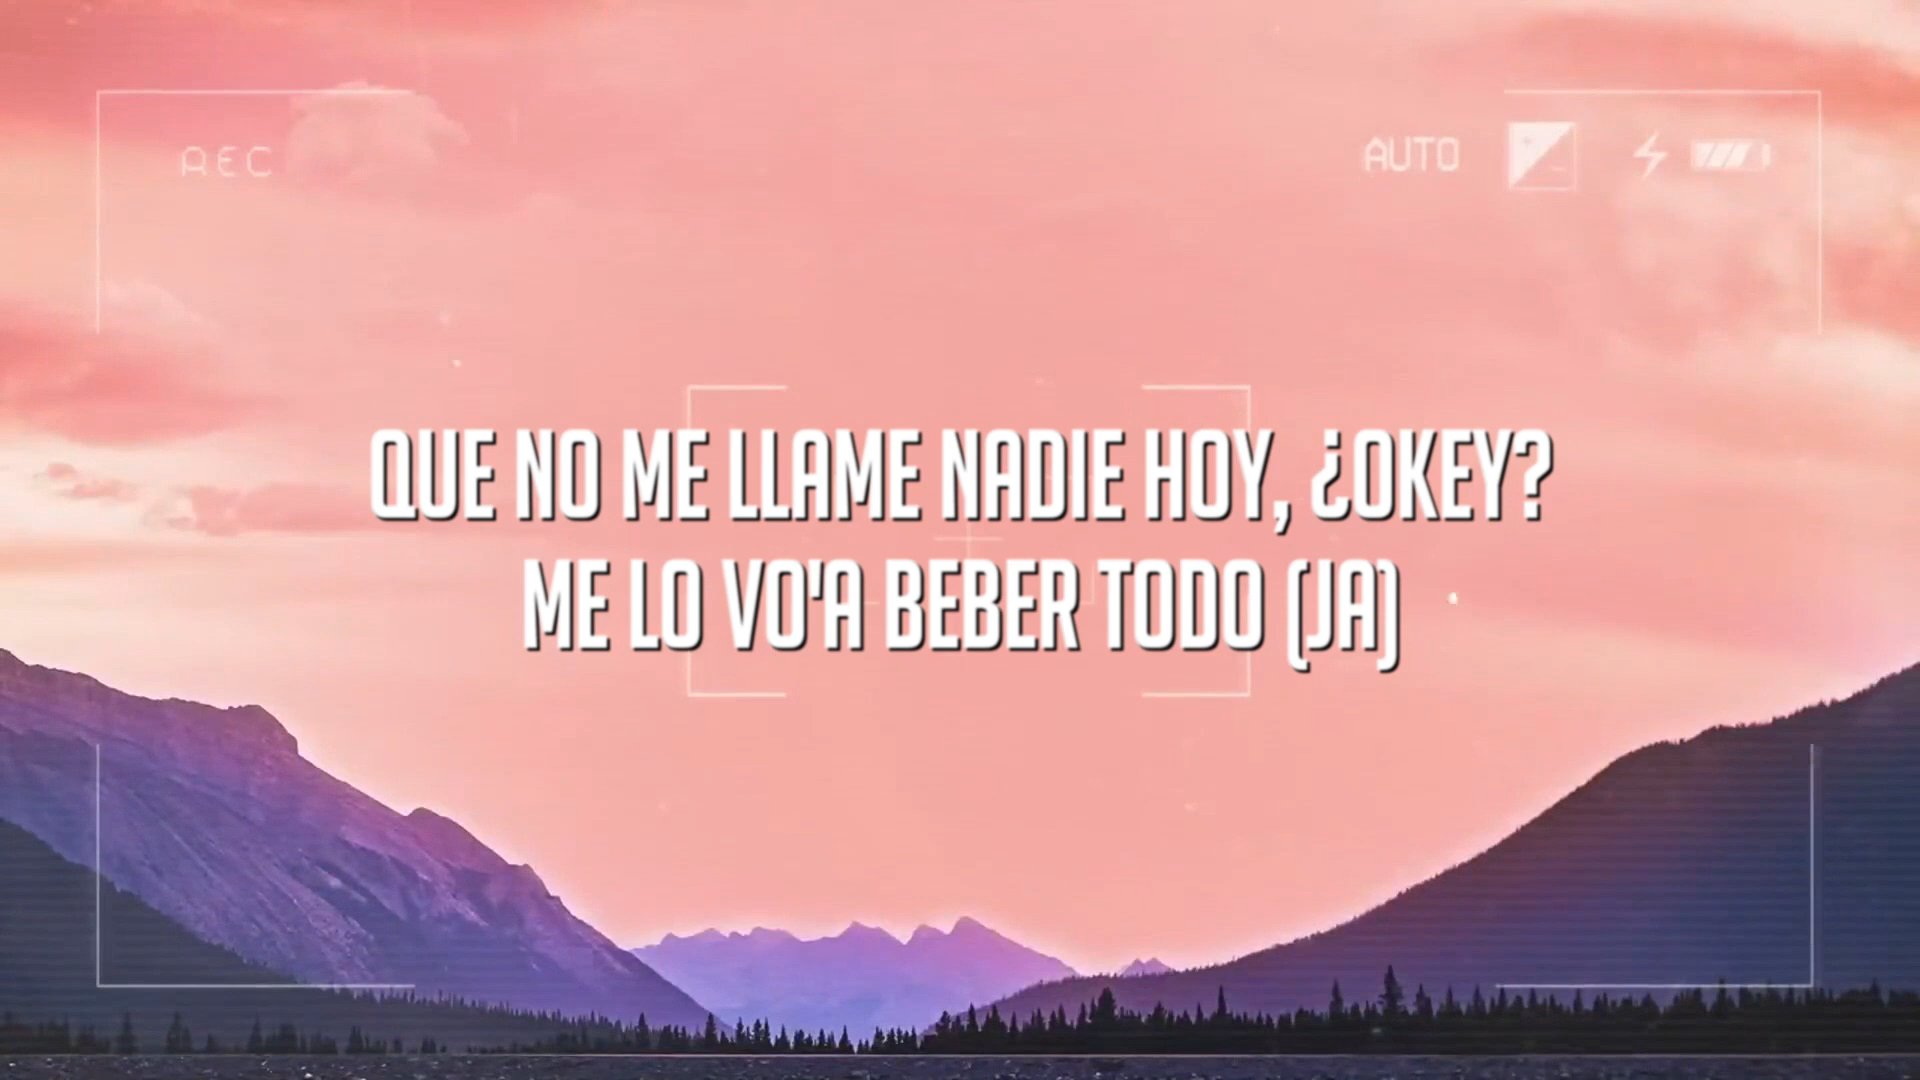 REC
AUTO
QUE NO ME LLAME NADIE HOY, ¿OKEY?
ME LO VO'A BEBER TODO (JA)